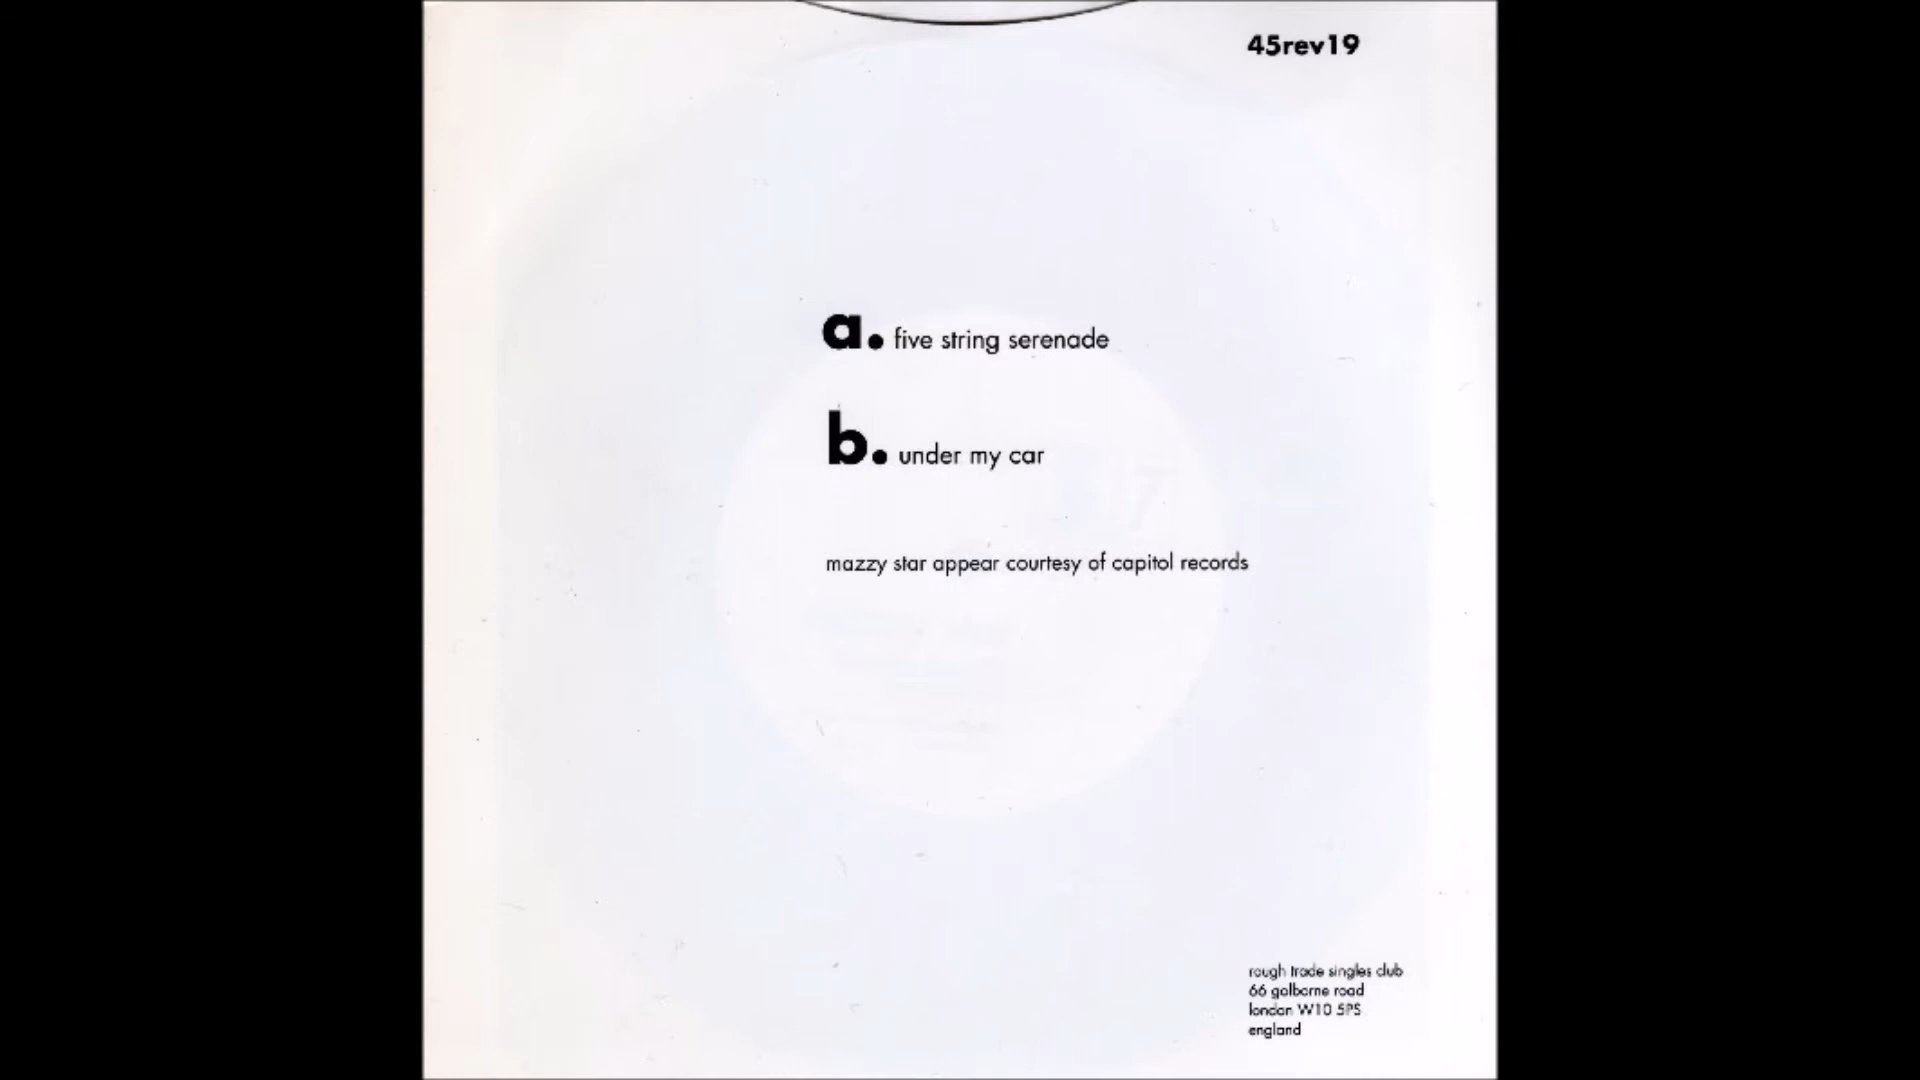 45rev19
a. five string serenade
b. under my car
mazzy star appear courtesy of capitol records
rough trade singles club
66 golborne road
london W10 5PS
england